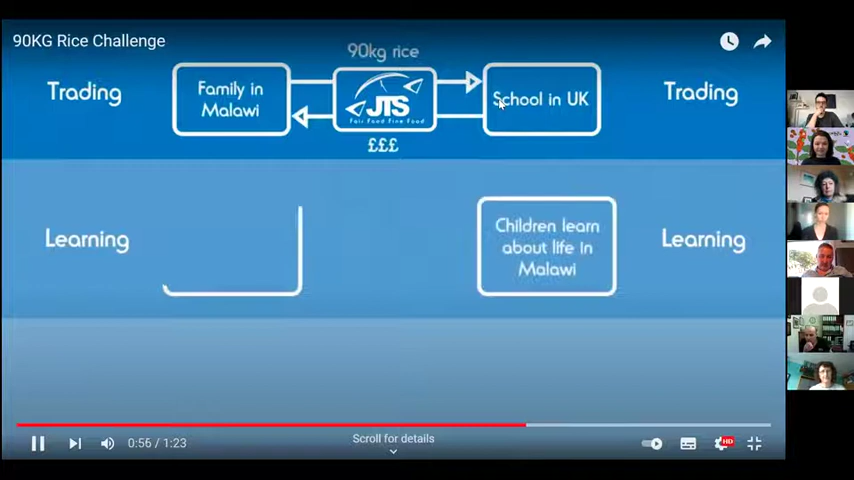 90KG Rice Challenge
90kg rice
Trading
Family in
Malawi
JTS
Fair Food Fine Food
School in UK
Trading
£££
Learning
Children learn
about life in
Malawi
Learning
0:56 / 1:23
Scroll for details
HD